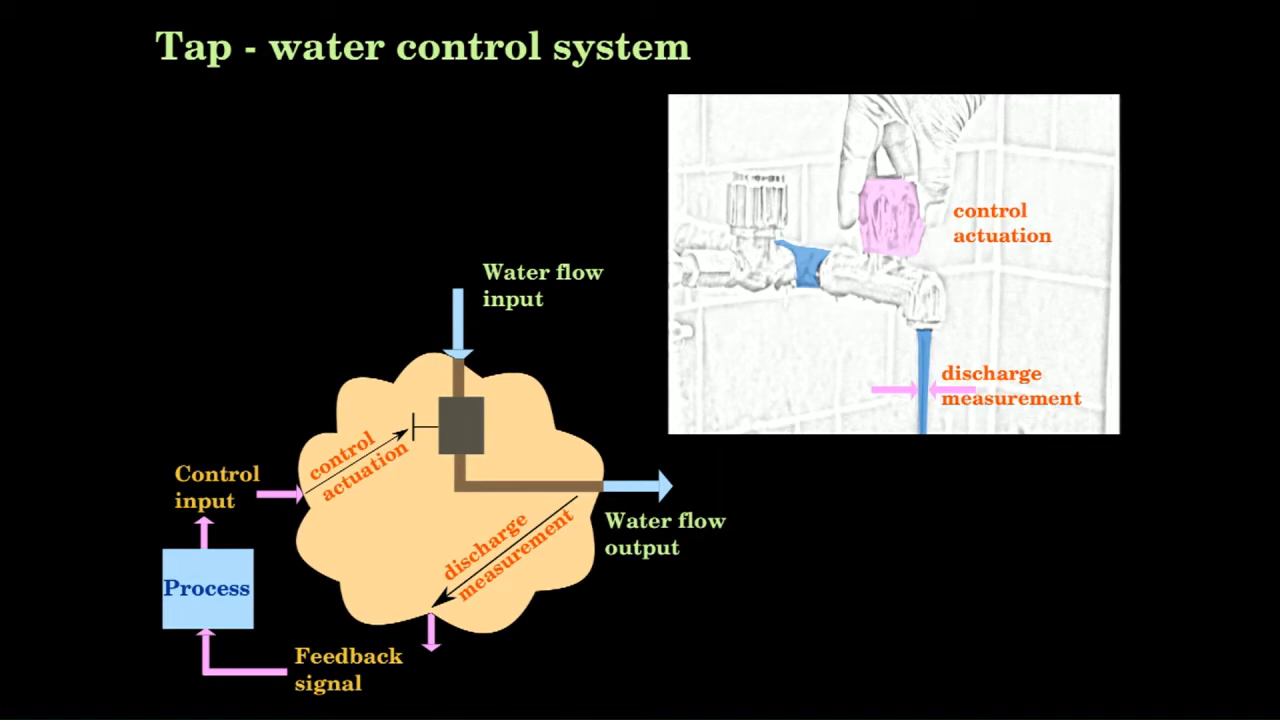 Tap - water control system
control
actuation
discharge
measurement
Water flow
input
control
actuation
Control
input
Water flow
output
discharge
measurement
Process
Feedback
signal